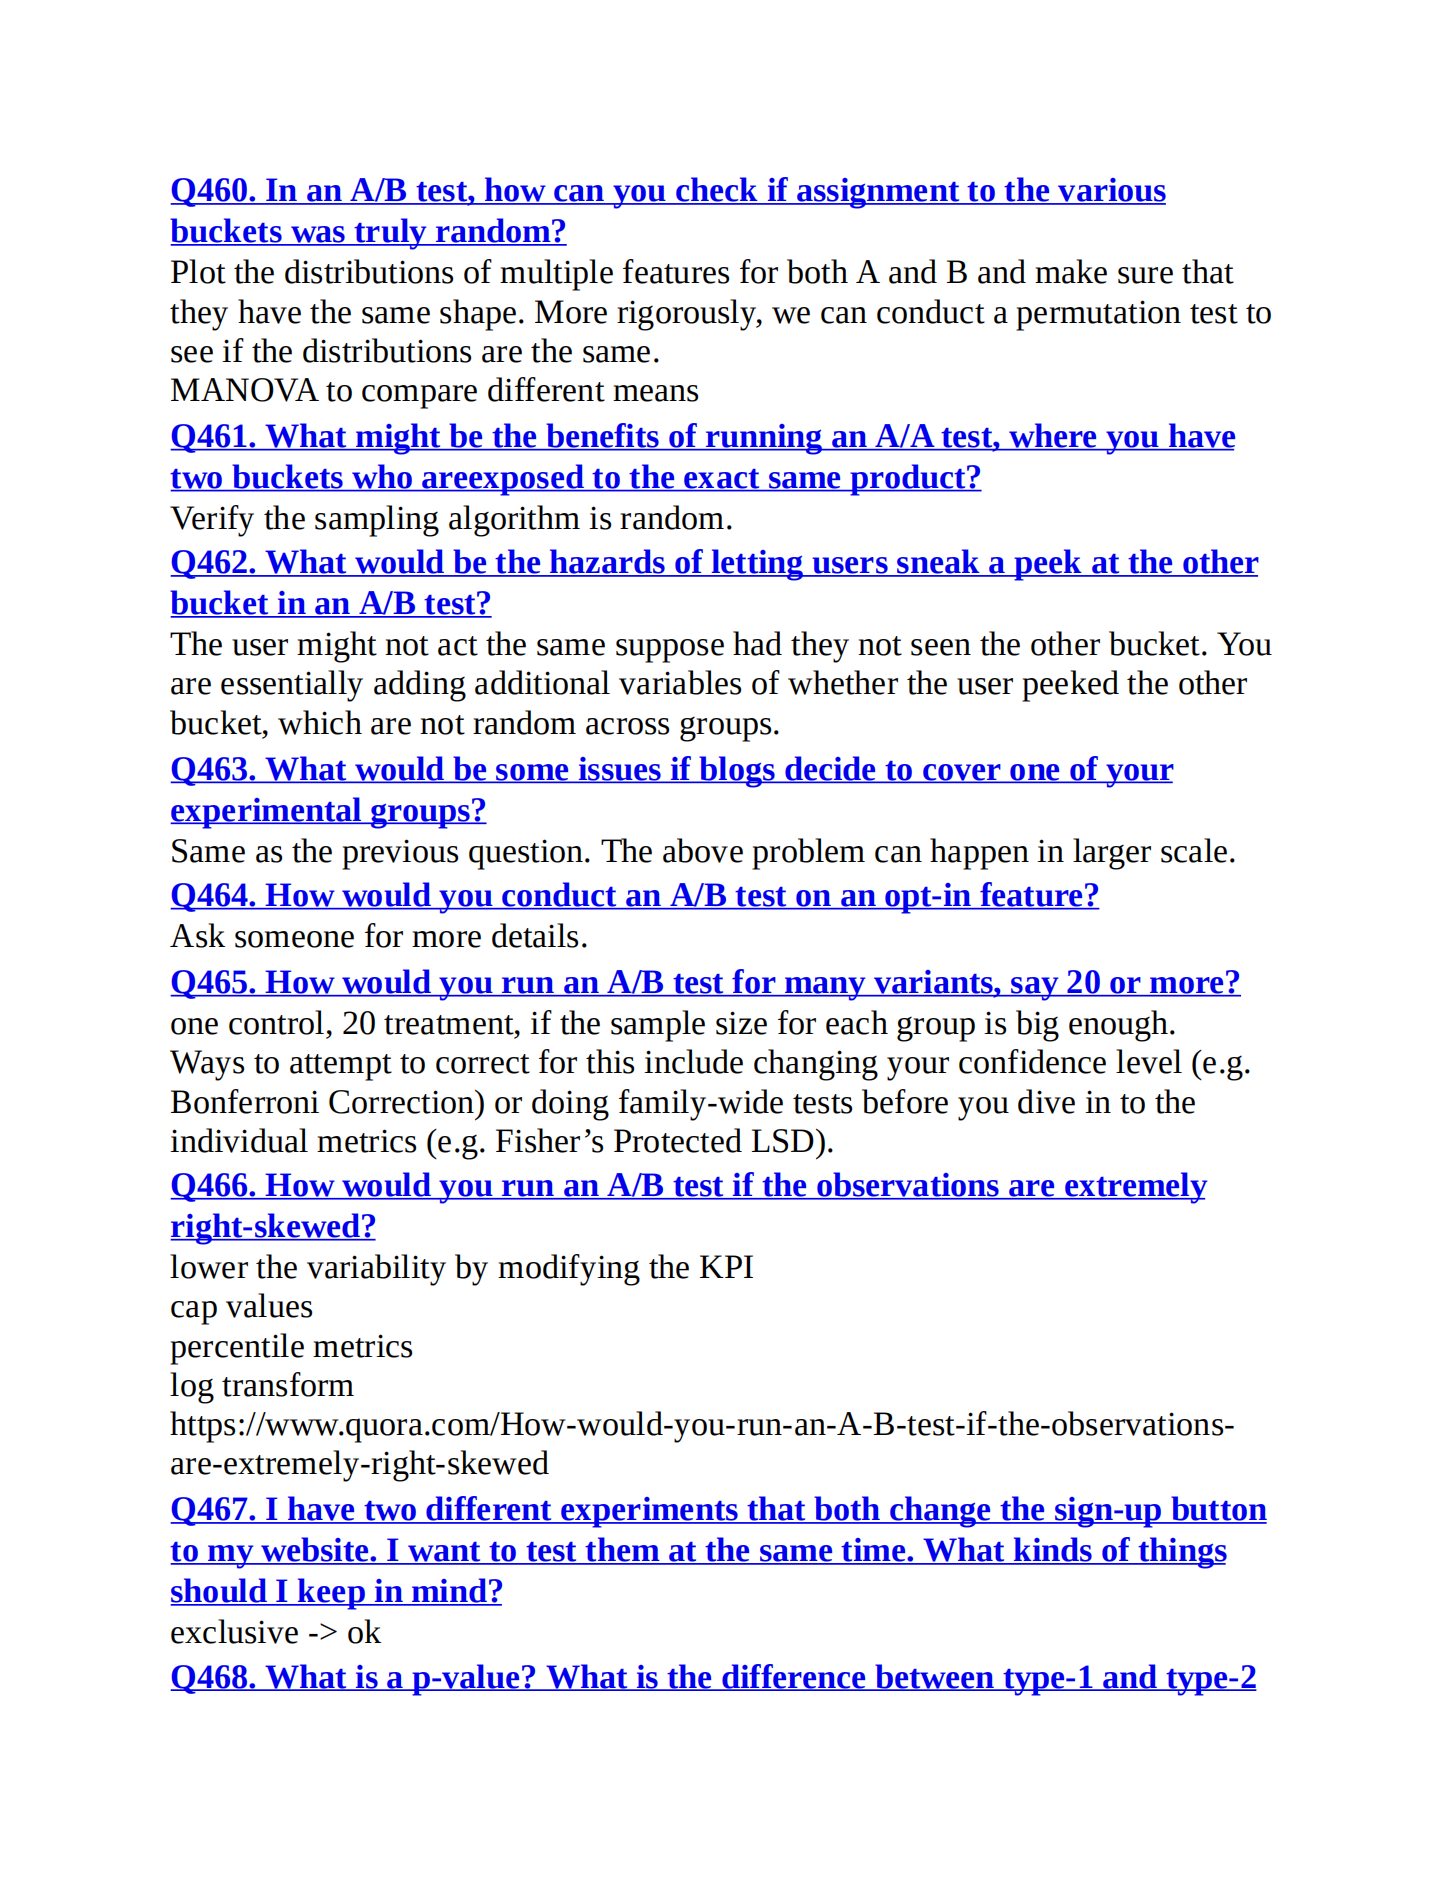 Q460. In an A/B test, how can you check if assignment to the various
buckets was truly random?
Plot the distributions of multiple features for both A and B and make sure that
they have the same shape. More rigorously, we can conduct a permutation test to
see if the distributions are the same.
MANOVA to compare different means
Q461. What might be the benefits of running an A/A test, where you have
two buckets who areexposed to the exact same product?
Verify the sampling algorithm is random.
Q462. What would be the hazards of letting users sneak a peek at the other
bucket in an A/B test?
The user might not act the same suppose had they not seen the other bucket. You
are essentially adding additional variables of whether the user peeked the other
bucket, which are not random across groups.
Q463. What would be some issues if blogs decide to cover one of your
experimental groups?
Same as the previous question. The above problem can happen in larger scale.
Q464. How would you conduct an A/B test on an opt-in feature?
Ask someone for more details.
Q465. How would you run an A/B test for many variants, say 20 or more?
one control, 20 treatment, if the sample size for each group is big enough.
Ways to attempt to correct for this include changing your confidence level (e.g.
Bonferroni Correction) or doing family-wide tests before you dive in to the
individual metrics (e.g. Fisher’s Protected LSD).
Q466. How would you run an A/B test if the observations are extremely
right-skewed?
lower the variability by modifying the KPI
cap values
percentile metrics
log transform
https://www.quora.com/How-would-you-run-an-A-B-test-if-the-observations-
are-extremely-right-skewed
Q467. I have two different experiments that both change the sign-up button
to my website. I want to test them at the same time. What kinds of things
should I keep in mind?
exclusive -> ok
Q468. What is a p-value? What is the difference between type-1 and type-2